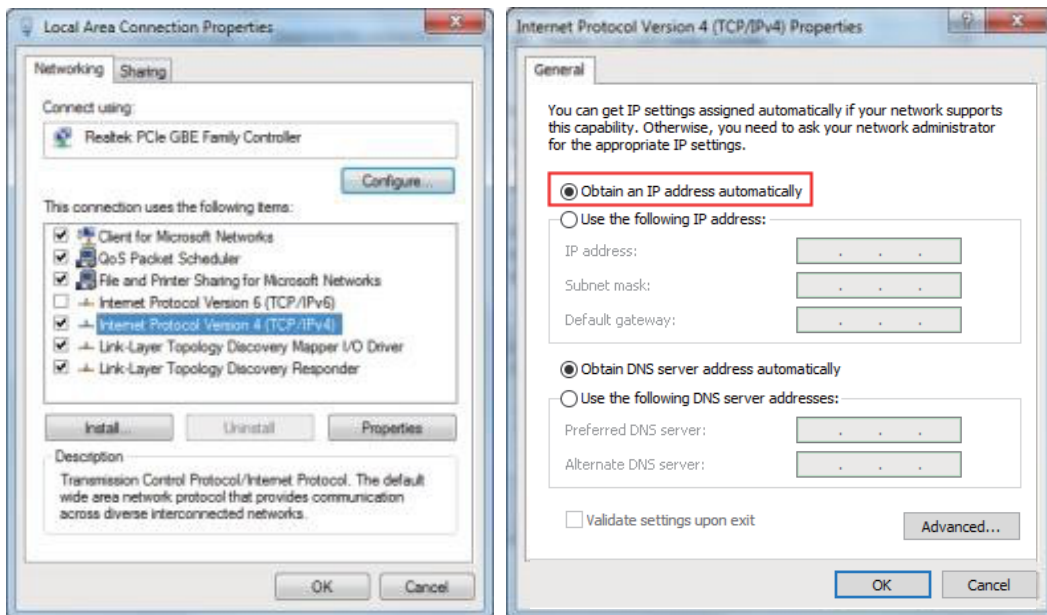 Local Area Connection Properties
Networking
Sharing
Connect using:
Realtek PCIe GBE Family Controller
Configure...
This connection uses the following items:
Client for Microsoft Networks
QoS Packet Scheduler
File and Printer Sharing for Microsoft Networks
Internet Protocol Version 6 (TCP/IPv6)
Internet Protocol Version 4 (TCP/IPv4)
Link-Layer Topology Discovery Mapper I/O Driver
Link-Layer Topology Discovery Responder
Install...
Uninstall
Properties
Description
Transmission Control Protocol/Internet Protocol. The default
wide area network protocol that provides communication
across diverse interconnected networks.
OK
Cancel
Internet Protocol Version 4 (TCP/IPv4) Properties
General
You can get IP settings assigned automatically if your network supports
this capability. Otherwise, you need to ask your network administrator
for the appropriate IP settings.
Obtain an IP address automatically
Use the following IP address:
IP address:
Subnet mask:
Default gateway:
Obtain DNS server address automatically
Use the following DNS server addresses:
Preferred DNS server:
Alternate DNS server:
Validate settings upon exit
Advanced...
OK
Cancel